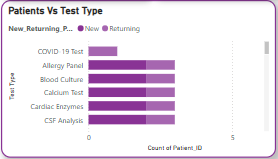 Patients Vs Test Type
New_Returning_P... New Returning
COVID-19 Test
Allergy Panel
Blood Culture
Calcium Test
Cardiac Enzymes
CSF Analysis
Test Type
0 5
Count of Patient_ID